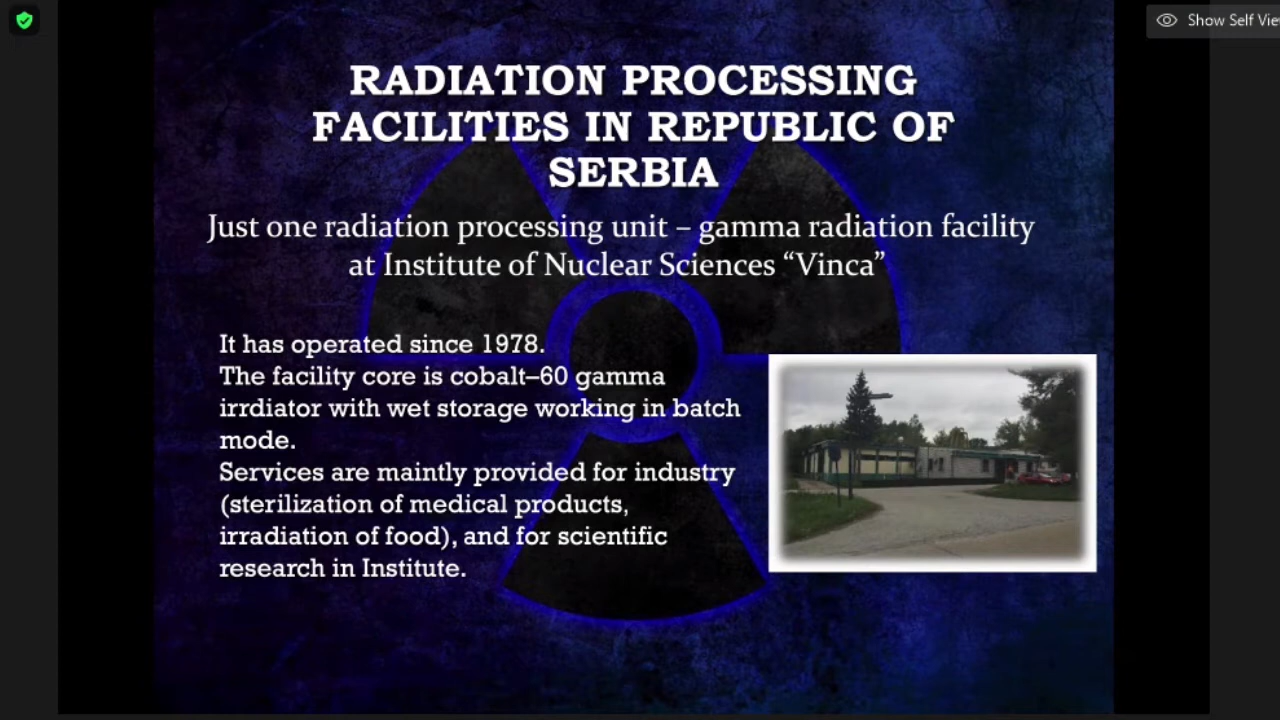 Show Self Vie
RADIATION PROCESSING
FACILITIES IN REPUBLIC OF
SERBIA
Just one radiation processing unit – gamma radiation facility
at Institute of Nuclear Sciences “Vinca”
It has operated since 1978.
The facility core is cobalt–60 gamma
irrdiator with wet storage working in batch
mode.
Services are maintly provided for industry
(sterilization of medical products,
irradiation of food), and for scientific
research in Institute.